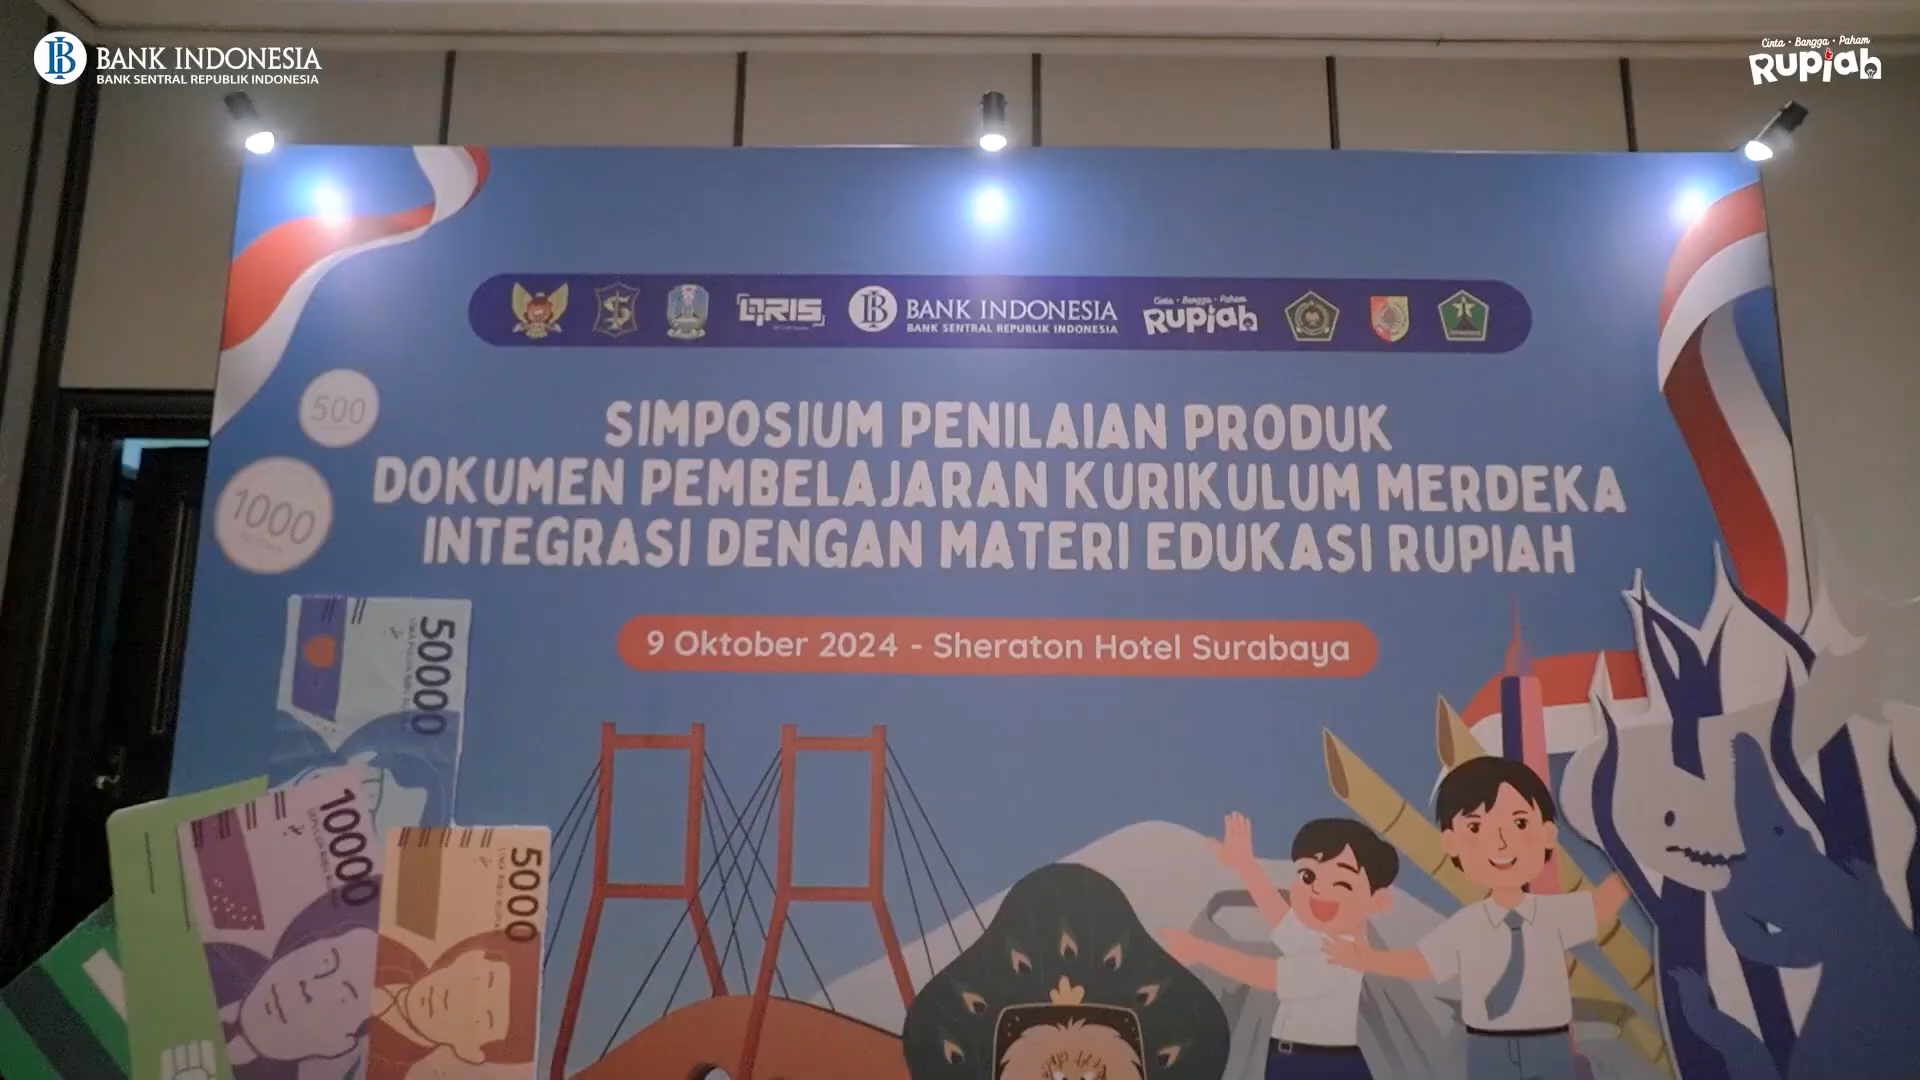 BANK INDONESIA
BANK SENTRAL REPUBLIK INDONESIA
Cinta • Bangga • Paham
Rupiah
QRIS
BANK INDONESIA
BANK SENTRAL REPUBLIK INDONESIA
Cinta • Bangga • Paham
Rupiah
500
1000
SIMPOSIUM PENILAIAN PRODUK
DOKUMEN PEMBELAJARAN KURIKULUM MERDEKA
INTEGRASI DENGAN MATERI EDUKASI RUPIAH
9 Oktober 2024 - Sheraton Hotel Surabaya
50000
10000
5000